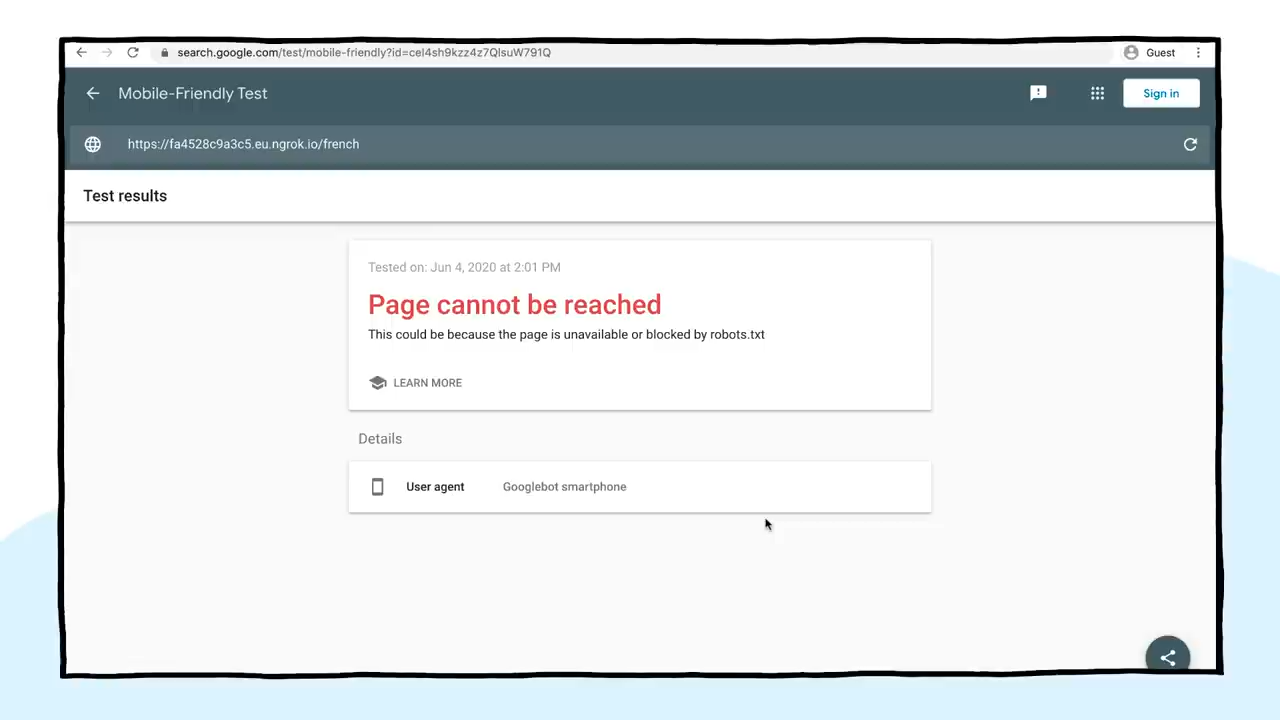 search.google.com/test/mobile-friendly?id=cel4sh9kzz4z7QlsuW791Q
Guest
Mobile-Friendly Test
Sign in
https://fa4528c9a3c5.eu.ngrok.io/french
Test results
Tested on: Jun 4, 2020 at 2:01 PM
Page cannot be reached
This could be because the page is unavailable or blocked by robots.txt
LEARN MORE
Details
User agent Googlebot smartphone